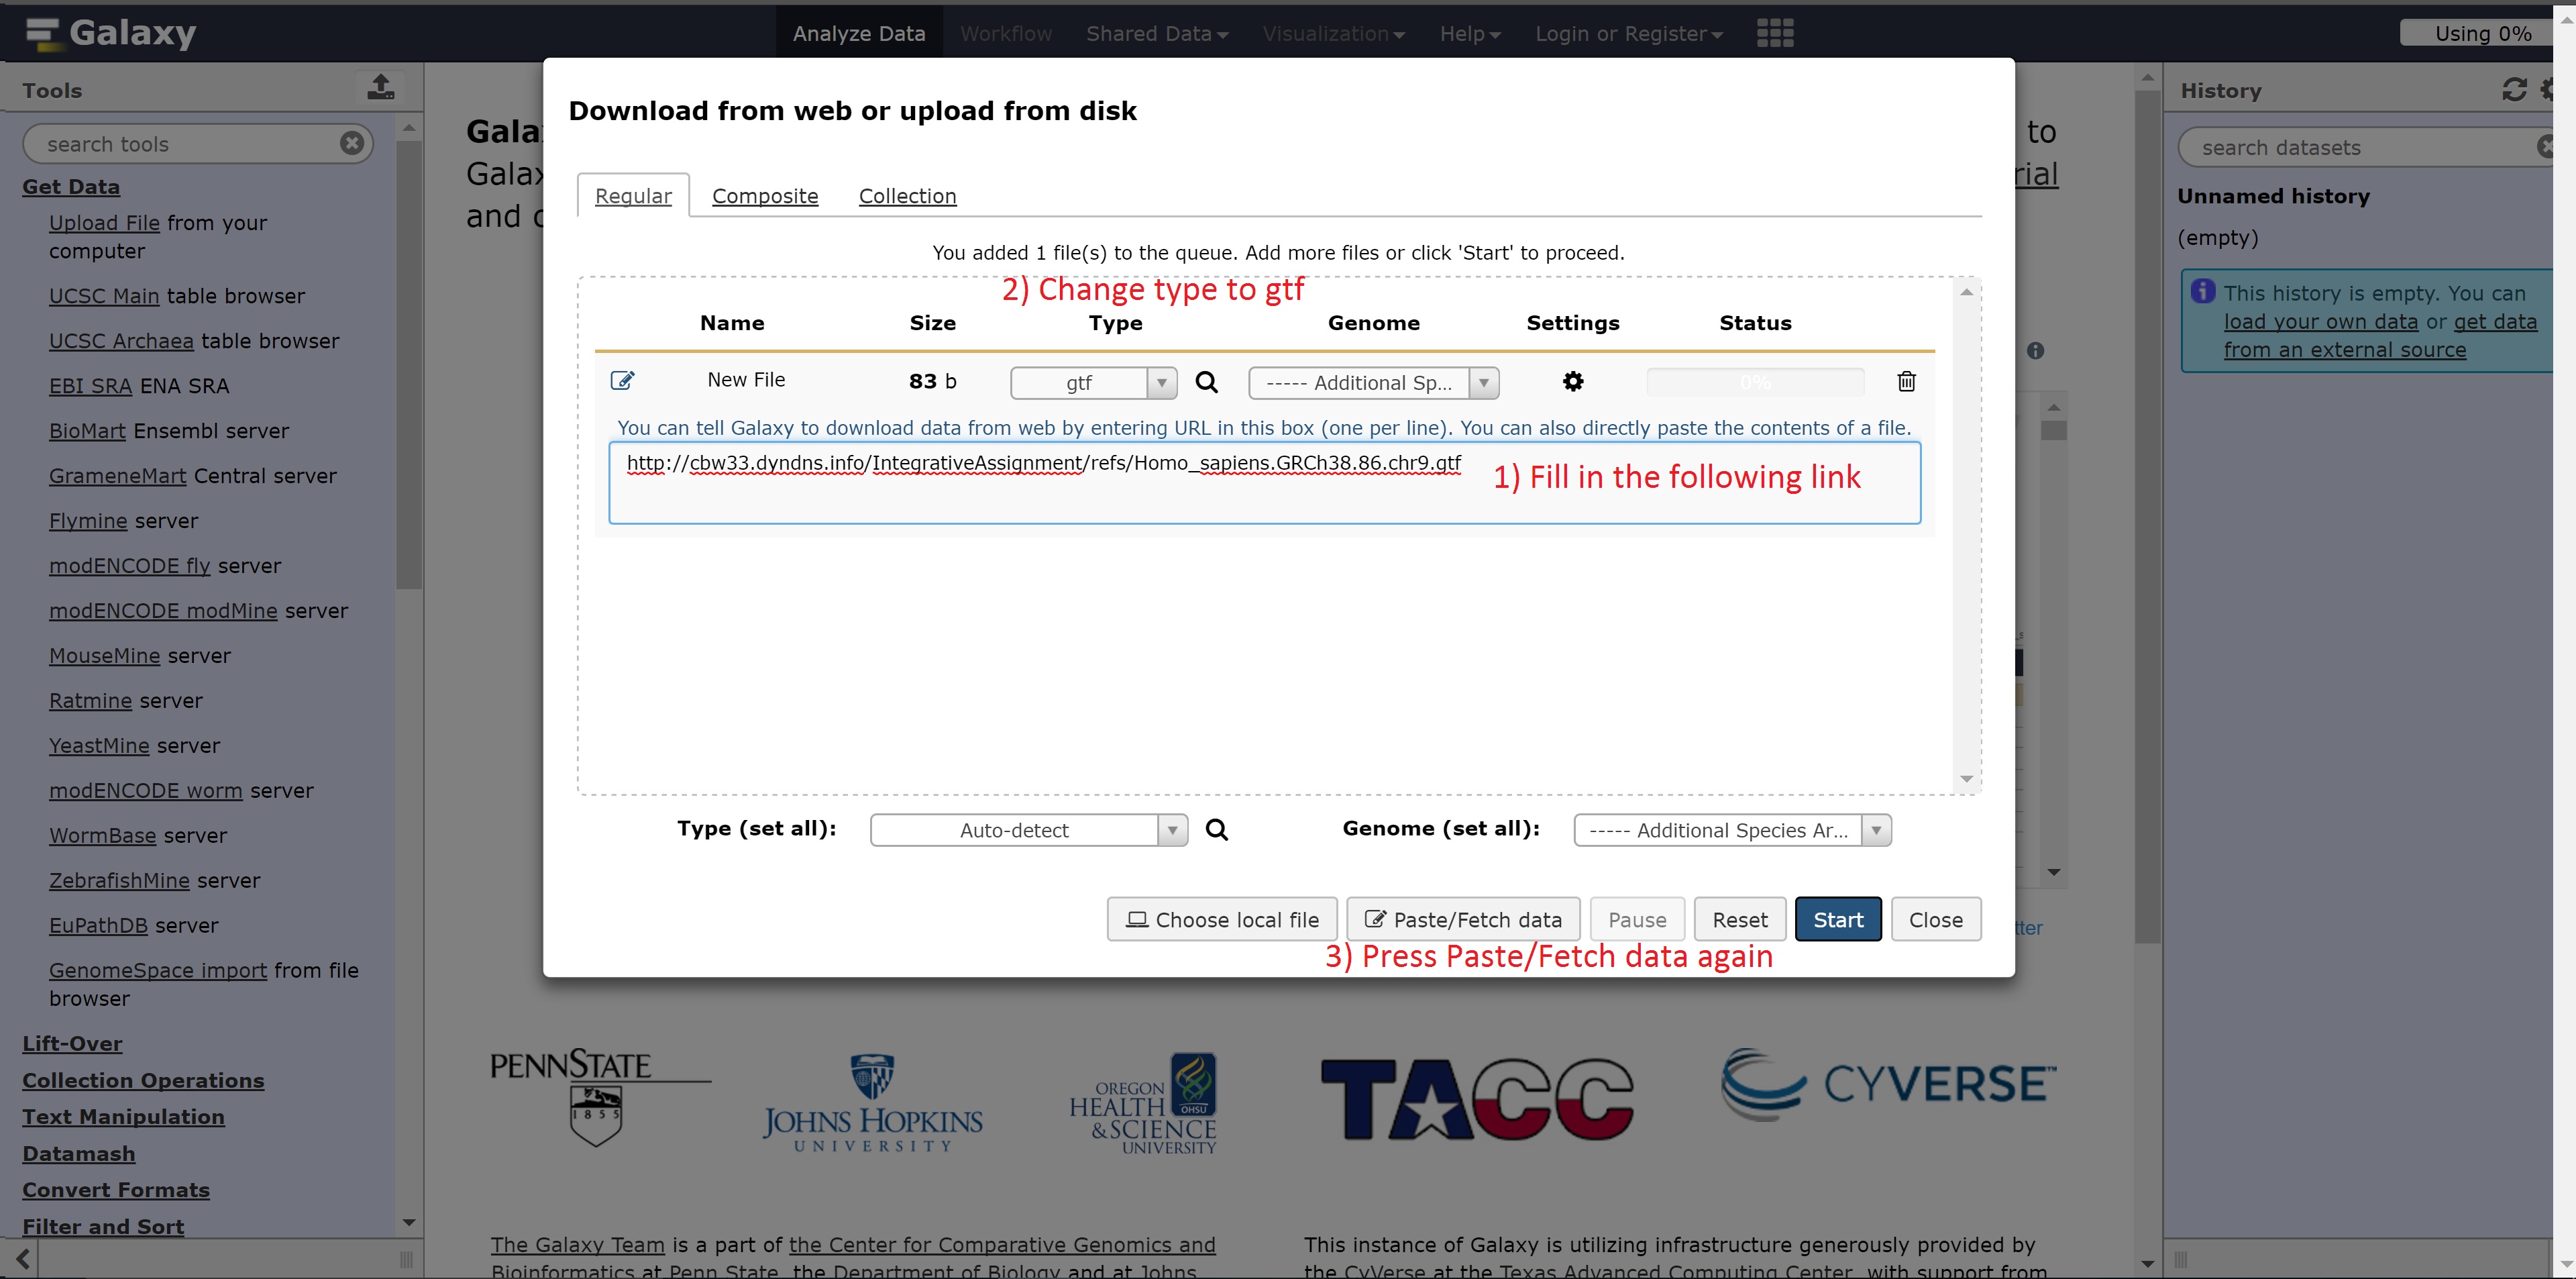 Galaxy
Analyze Data
Workflow
Shared Data
Visualization
Help
Login or Register
Using 0%
Tools
search tools
Get Data
Upload File from your
computer
UCSC Main table browser
UCSC Archaea table browser
EBI SRA ENA SRA
BioMart Ensembl server
GrameneMart Central server
Flymine server
modENCODE fly server
modENCODE modMine server
MouseMine server
Ratmine server
YeastMine server
modENCODE worm server
WormBase server
ZebrafishMine server
EuPathDB server
GenomeSpace import from file
browser
Lift-Over
Collection Operations
Text Manipulation
Datamash
Convert Formats
Filter and Sort
to
and
Download from web or upload from disk
Regular
Composite
Collection
You added 1 file(s) to the queue. Add more files or click 'Start' to proceed.
2) Change type to gtf
Name Size Type Genome Settings Status
New File 83 b gtf ----- Additional Sp... 0%
You can tell Galaxy to download data from web by entering URL in this box (one per line). You can also directly paste the contents of a file.
http://cbw33.dyndns.info/IntegrativeAssignment/refs/Homo_sapiens.GRCh38.86.chr9.gtf
1) Fill in the following link
Type (set all): Auto-detect
Genome (set all): ----- Additional Species Ar...
Choose local file
Paste/Fetch data
Pause
Reset
Start
Close
3) Press Paste/Fetch data again
PENNSTATE
1855
JOHNS HOPKINS
UNIVERSITY
OREGON
HEALTH
&SCIENCE
UNIVERSITY
OHSU
TACC
CYVERSE™
The Galaxy Team is a part of the Center for Comparative Genomics and
Bioinformatics at Penn State, the Department of Biology and at Johns
This instance of Galaxy is utilizing infrastructure generously provided by
the CyVerse at the Texas Advanced Computing Center, with support from
History
search datasets
Unnamed history
(empty)
This history is empty. You can
load your own data or get data
from an external source